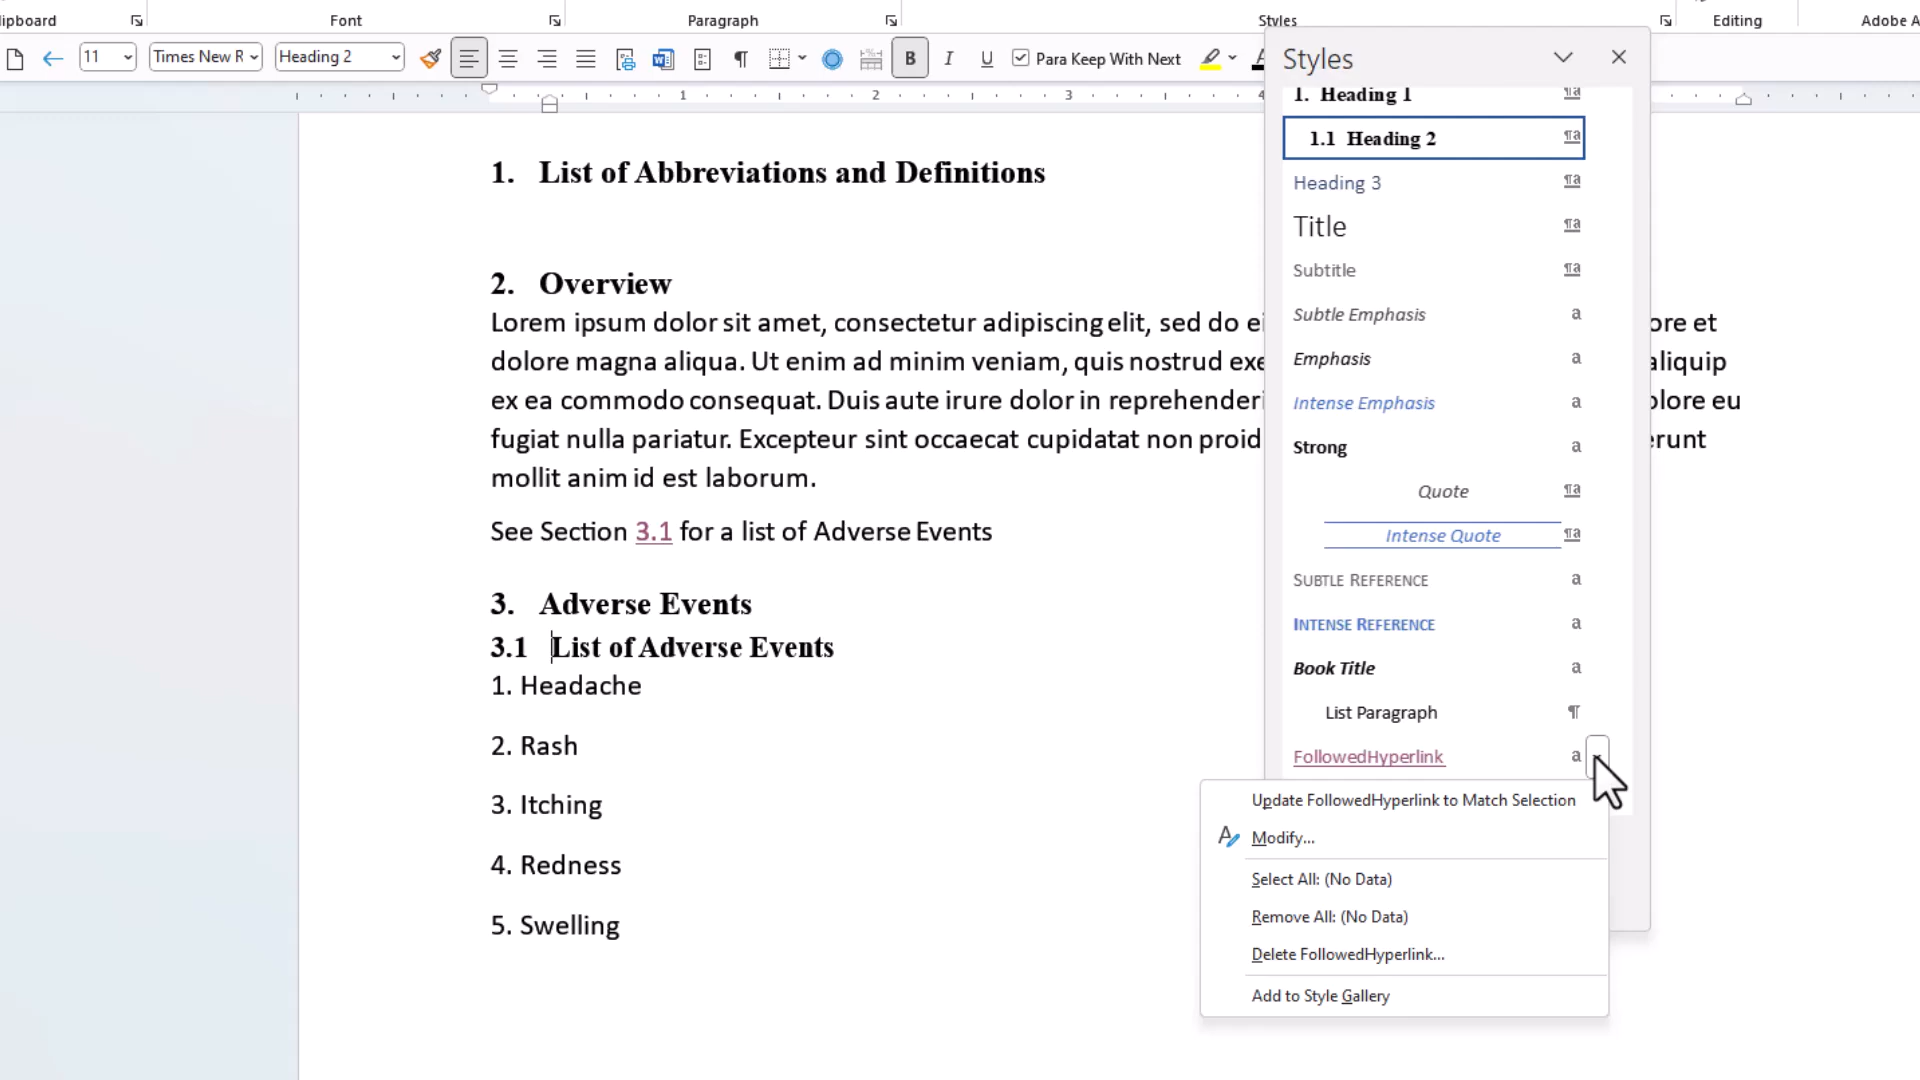 lipboard
Font
Paragraph
Styles
Editing
Adobe A
11
Times New R
Heading 2
B
I
U
Para Keep With Next
A
1
2
3
4
Styles
1. Heading 1
1.1 Heading 2
Heading 3
Title
Subtitle
Subtle Emphasis
Emphasis
Intense Emphasis
Strong
Quote
Intense Quote
SUBTLE REFERENCE
INTENSE REFERENCE
Book Title
List Paragraph
FollowedHyperlink
Update FollowedHyperlink to Match Selection
Modify...
Select All: (No Data)
Remove All: (No Data)
Delete FollowedHyperlink...
Add to Style Gallery
1. List of Abbreviations and Definitions
2. Overview
Lorem ipsum dolor sit amet, consectetur adipiscing elit, sed do ei ore et
dolore magna aliqua. Ut enim ad minim veniam, quis nostrud exe aliquip
ex ea commodo consequat. Duis aute irure dolor in reprehenderi olore eu
fugiat nulla pariatur. Excepteur sint occaecat cupidatat non proid erunt
mollit anim id est laborum.
See Section 3.1 for a list of Adverse Events
3. Adverse Events
3.1 List of Adverse Events
1. Headache
2. Rash
3. Itching
4. Redness
5. Swelling